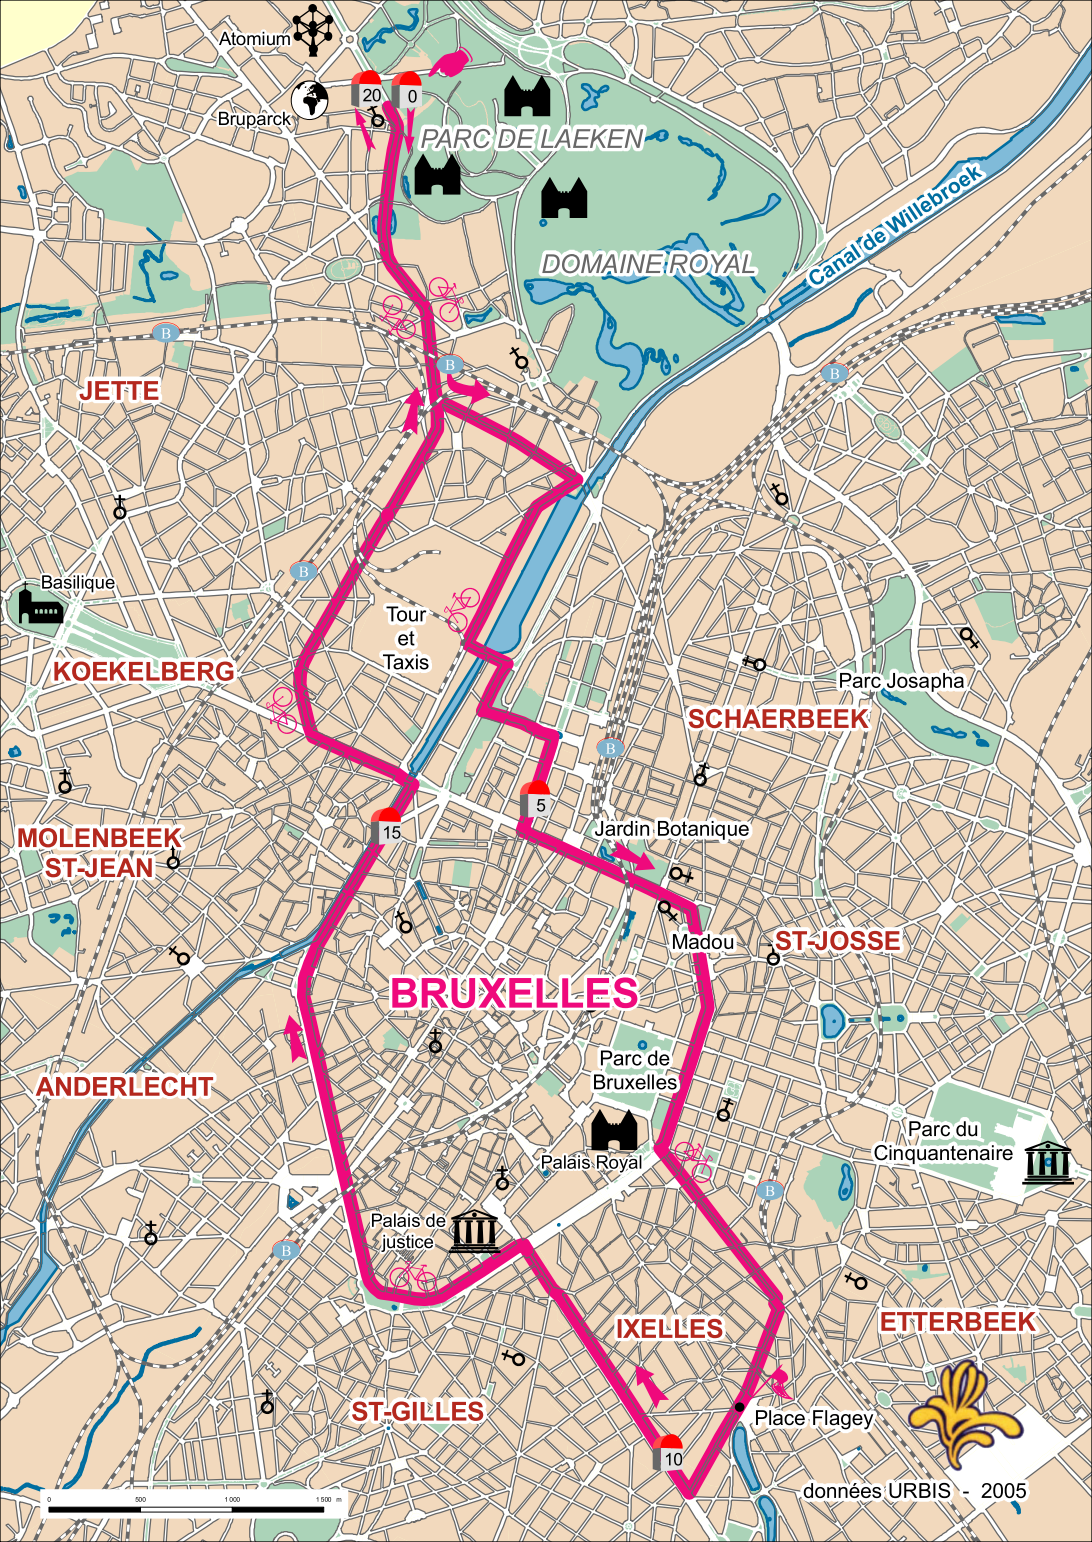 Atomium
20
0
Bruparck
PARC DE LAEKEN
Canal de Willebroek
DOMAINE ROYAL
B
B
B
JETTE
B
Basilique
Tour
et
Taxis
KOEKELBERG
Parc Josapha
SCHAERBEEK
B
5
15
Jardin Botanique
MOLENBEEK
ST-JEAN
Madou
ST-JOSSE
BRUXELLES
Parc de
Bruxelles
ANDERLECHT
Parc du
Cinquantenaire
Palais Royal
B
Palais de
justice
B
IXELLES
ETTERBEEK
ST-GILLES
Place Flagey
10
données URBIS - 2005
0 500 1 000 1 500 m